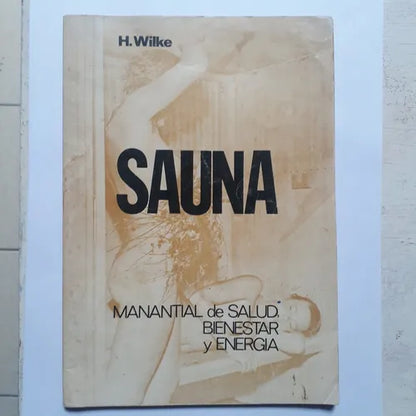 H. Wilke
SAUNA
MANANTIAL de SALUD,
BIENESTAR
y ENERGIA